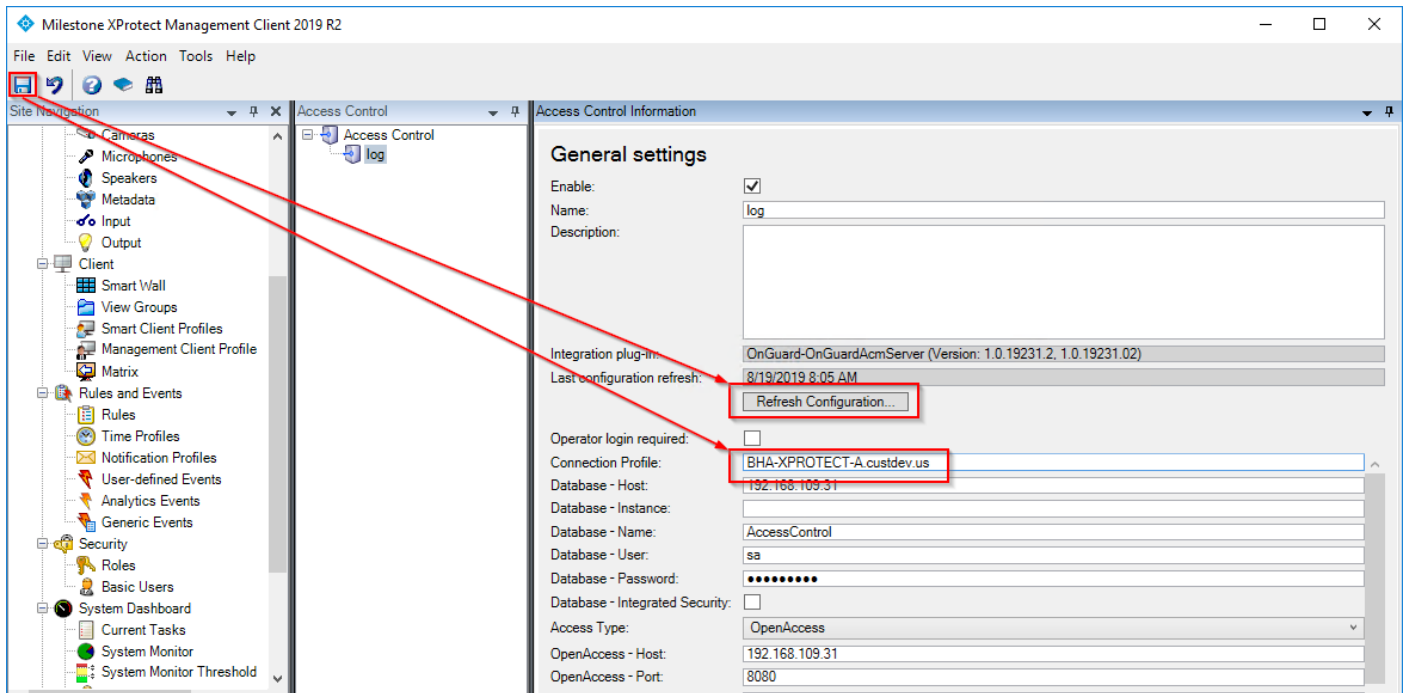 Milestone XProtect Management Client 2019 R2
File Edit View Action Tools Help
Site Navigation
Cameras
Microphones
Speakers
Metadata
Input
Output
Client
Smart Wall
View Groups
Smart Client Profiles
Management Client Profile
Matrix
Rules and Events
Rules
Time Profiles
Notification Profiles
User-defined Events
Analytics Events
Generic Events
Security
Roles
Basic Users
System Dashboard
Current Tasks
System Monitor
System Monitor Threshold
Access Control
Access Control
log
Access Control Information
General settings
Enable:
Name: log
Description:
Integration plug-in: OnGuard-OnGuardAcmServer (Version: 1.0.19231.2, 1.0.19231.02)
Last configuration refresh: 8/19/2019 8:05 AM
Refresh Configuration...
Operator login required:
Connection Profile: BHA-XPROTECT-A.custdev.us
Database - Host: 192.168.109.31
Database - Instance:
Database - Name: AccessControl
Database - User: sa
Database - Password: •••••••••
Database - Integrated Security:
Access Type: OpenAccess
OpenAccess - Host: 192.168.109.31
OpenAccess - Port: 8080